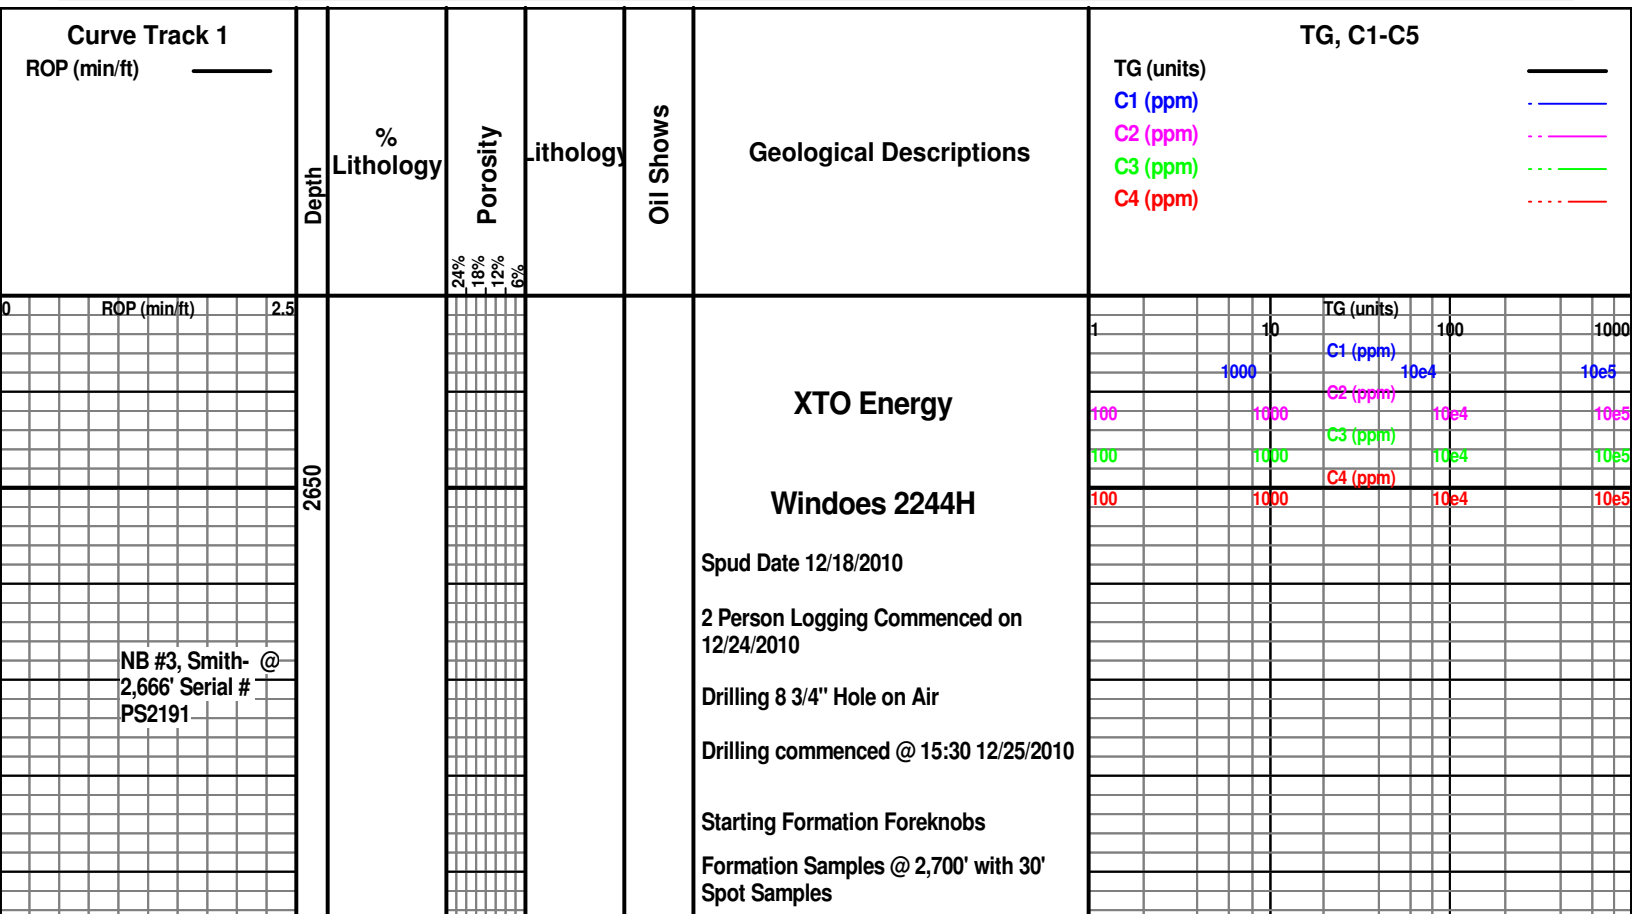 Curve Track 1
ROP (min/ft)
Depth
%
Lithology
Porosity
24%
18%
12%
6%
Lithology
Oil Shows
Geological Descriptions
TG, C1-C5
TG (units)
C1 (ppm)
C2 (ppm)
C3 (ppm)
C4 (ppm)
0 ROP (min/ft) 2.5
2650
NB #3, Smith- @
2,666' Serial #
PS2191
XTO Energy
Windoes 2244H
Spud Date 12/18/2010
2 Person Logging Commenced on
12/24/2010
Drilling 8 3/4" Hole on Air
Drilling commenced @ 15:30 12/25/2010
Starting Formation Foreknobs
Formation Samples @ 2,700' with 30'
Spot Samples
TG (units)
1 10 100 1000
C1 (ppm)
1000 10e4 10e5
C2 (ppm)
100 1000 10e4 10e5
C3 (ppm)
100 1000 10e4 10e5
C4 (ppm)
100 1000 10e4 10e5